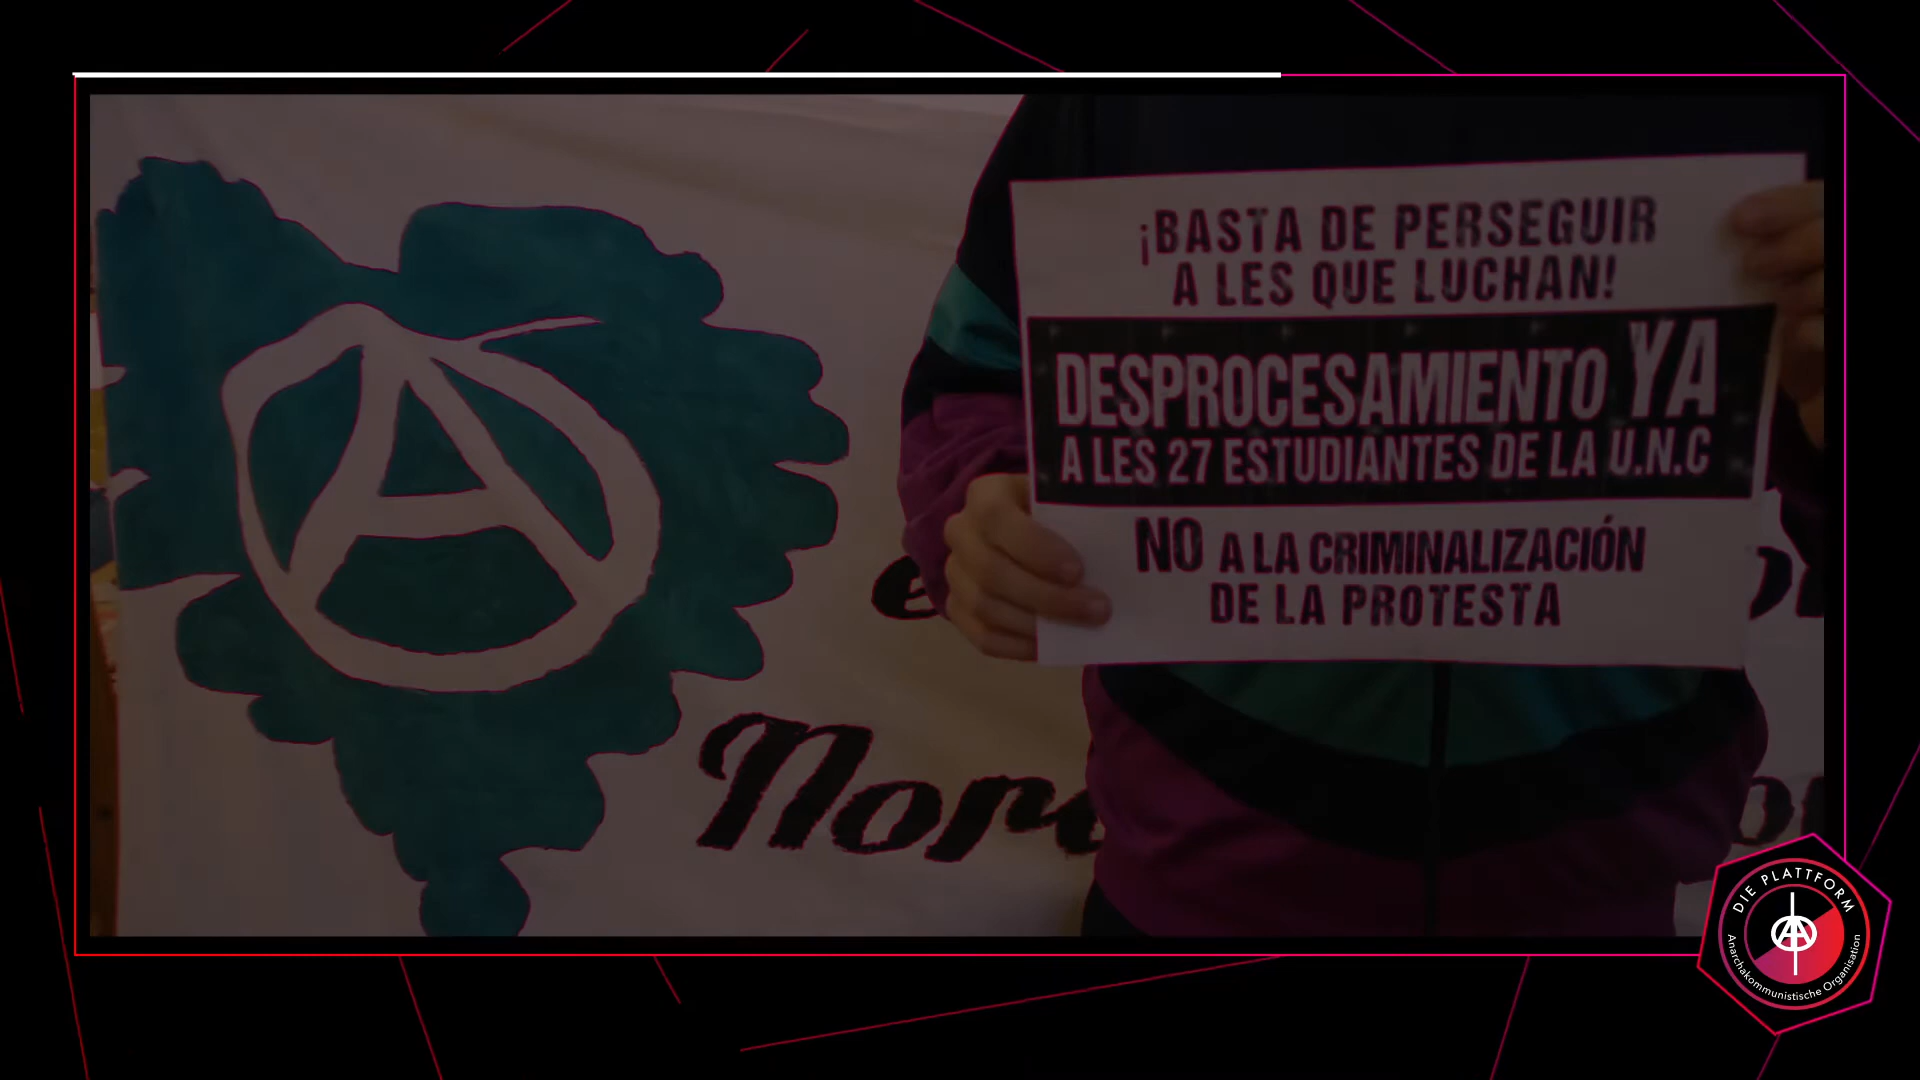 ¡BASTA DE PERSEGUIR
A LES QUE LUCHAN!
DESPROCESAMIENTO YA
A LES 27 ESTUDIANTES DE LA U.N.C
NO A LA CRIMINALIZACIÓN
DE LA PROTESTA
DIE PLATTFORM
Anarchakommunistische Organisation